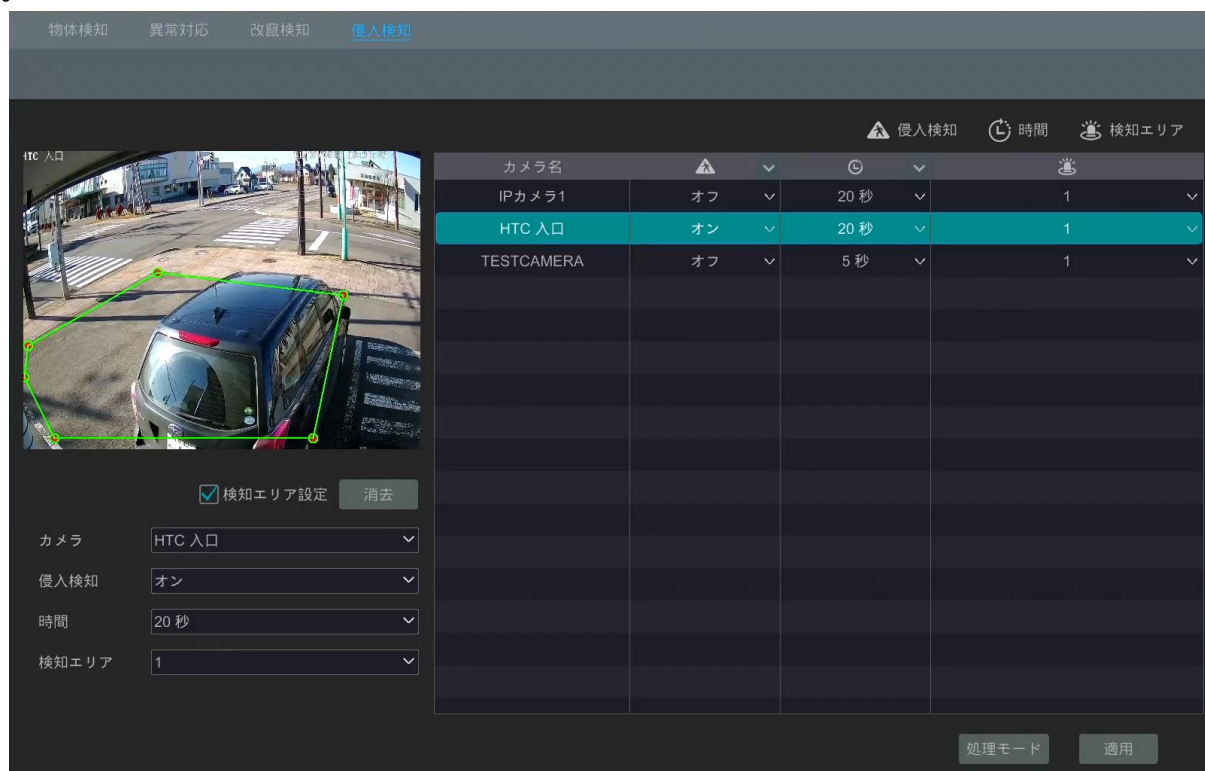 物体検知 異常対応 改竄検知 侵入検知
侵入検知 時間 検知エリア
HTC 入口
カメラ名
IPカメラ1 オフ 20 秒 1
HTC 入口 オン 20 秒 1
TESTCAMERA オフ 5 秒 1
検知エリア設定 消去
カメラ HTC 入口
侵入検知 オン
時間 20 秒
検知エリア 1
処理モード 適用